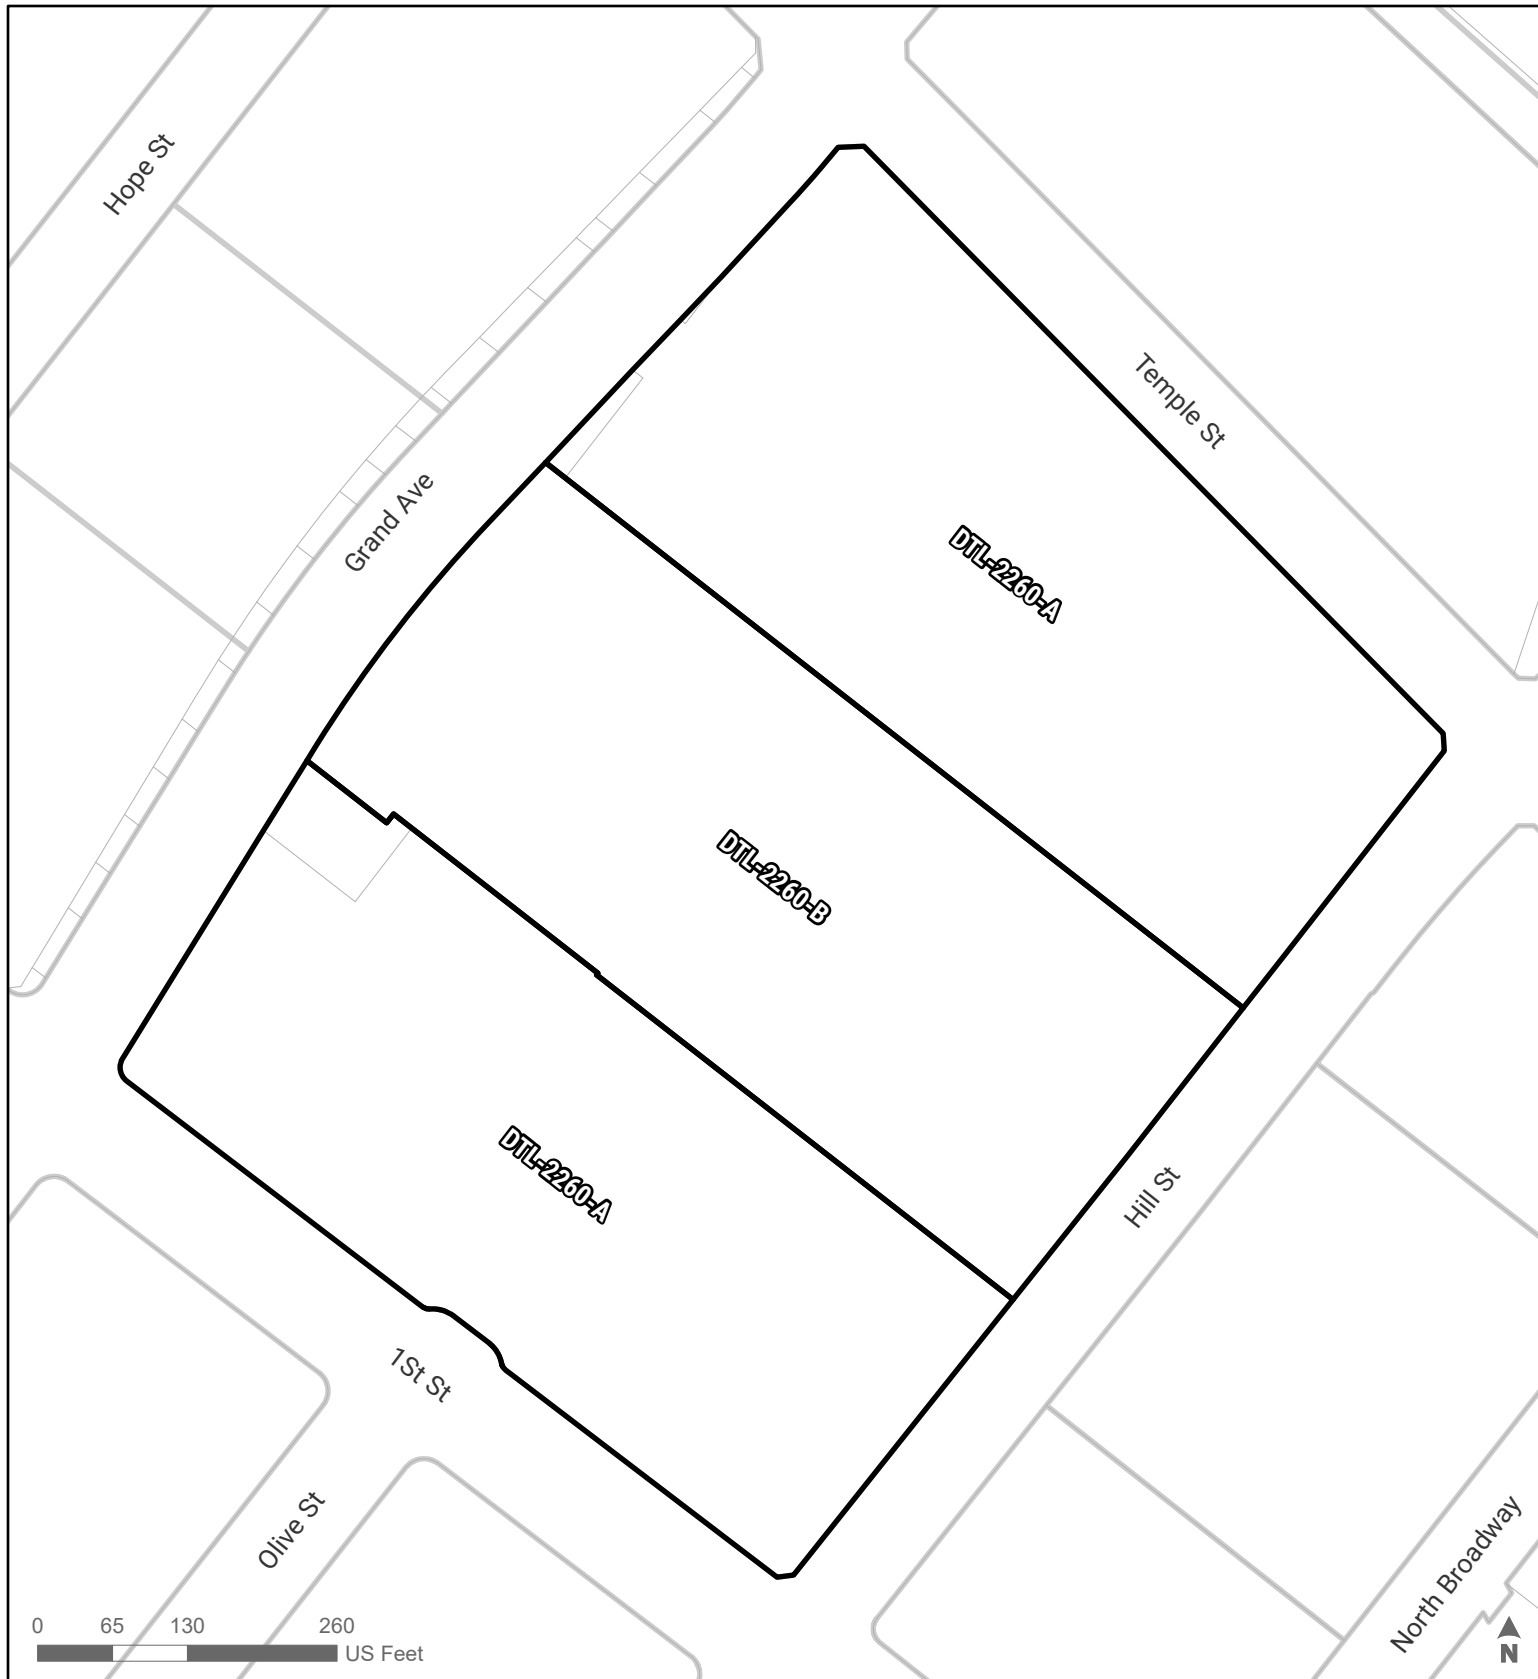 Hope St
Temple St
Grand Ave
DTL-2260-A
DTL-2260-B
DTL-2260-A
Hill St
1St St
Olive St
North Broadway
0 65 130 260
US Feet
N